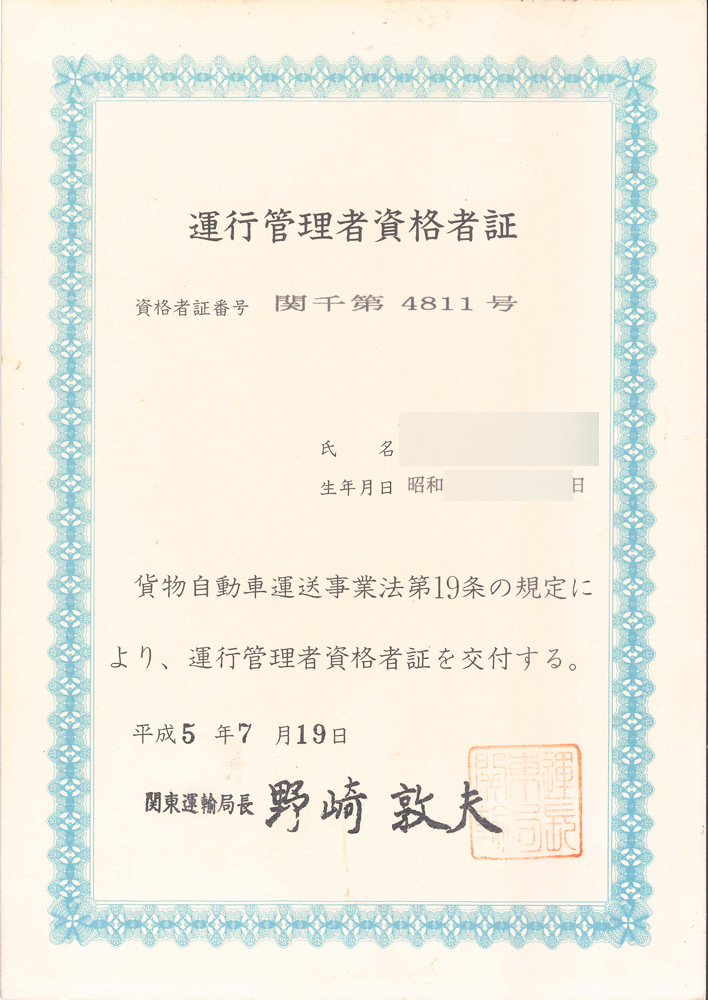 運行管理者資格者証
資格者証番号 関千第 4811 号
氏 名
生年月日 昭和 日
貨物自動車運送事業法第19条の規定に
より、運行管理者資格者証を交付する。
平成5年7月19日
関東運輸局長 野崎 敦夫